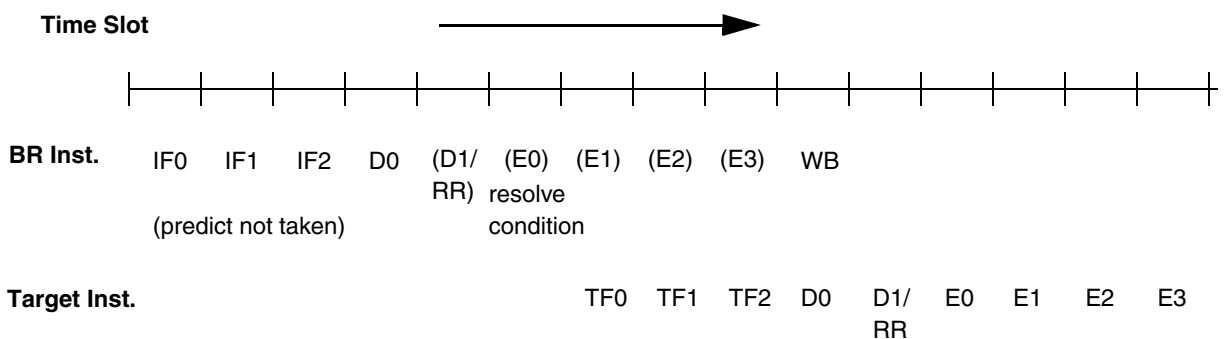 Time Slot
BR Inst. IF0 IF1 IF2 D0 (D1/ (E0) (E1) (E2) (E3) WB
RR) resolve
(predict not taken) condition
Target Inst. TF0 TF1 TF2 D0 D1/ E0 E1 E2 E3
RR